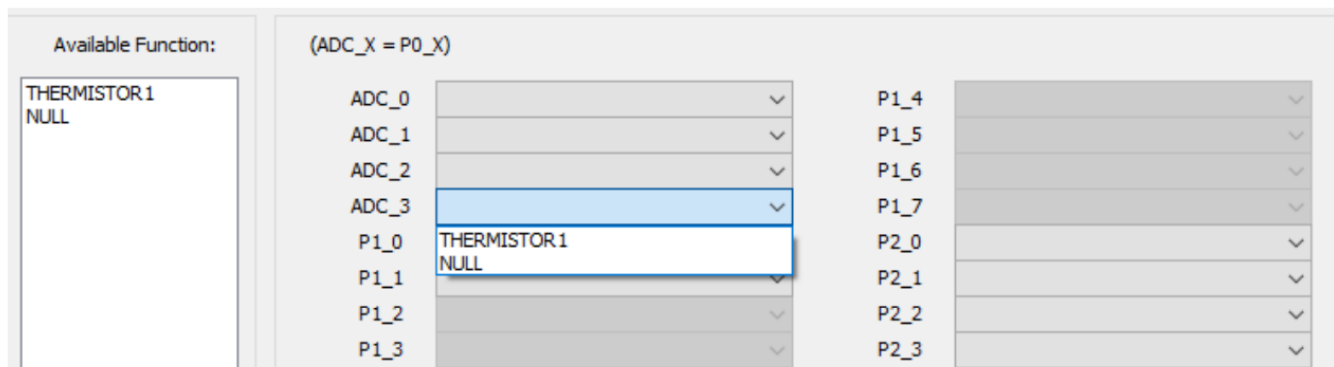 Available Function:
(ADC_X = P0_X)
THERMISTOR1
NULL
ADC_0
ADC_1
ADC_2
ADC_3
P1_0
THERMISTOR1
NULL
P1_1
P1_2
P1_3
P1_4
P1_5
P1_6
P1_7
P2_0
P2_1
P2_2
P2_3